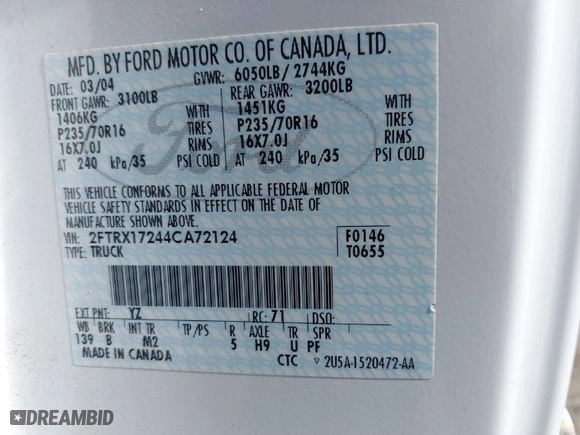 MFD. BY FORD MOTOR CO. OF CANADA, LTD.
DATE: 03/04 GVWR: 6050LB/ 2744KG
FRONT GAWR: 3100LB REAR GAWR: 3200LB
1406KG WITH 1451KG WITH
P235/70R16 TIRES P235/70R16 TIRES
16X7.0J RIMS 16X7.0J RIMS
AT 240 kPa/35 PSI COLD AT 240 kPa/35 PSI COLD
THIS VEHICLE CONFORMS TO ALL APPLICABLE FEDERAL MOTOR
VEHICLE SAFETY STANDARDS IN EFFECT ON THE DATE OF
MANUFACTURE SHOWN ABOVE.
VIN: 2FTRX17244CA72124 F0146
TYPE: TRUCK T0655
EXT PNT: YZ RC: 71 DSO:
WB BRK INT TR TP/PS R AXLE TR SPR
139 B M2 5 H9 U PF
MADE IN CANADA CTC ▽ 2U5A-1520472-AA
Ford
DREAMBID